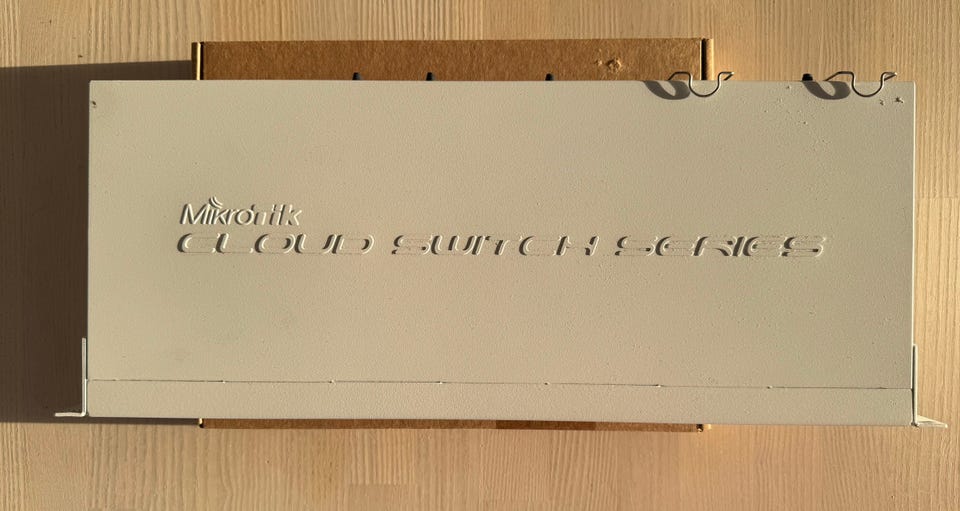 MikroTik
CLOUD SWITCH SERIES